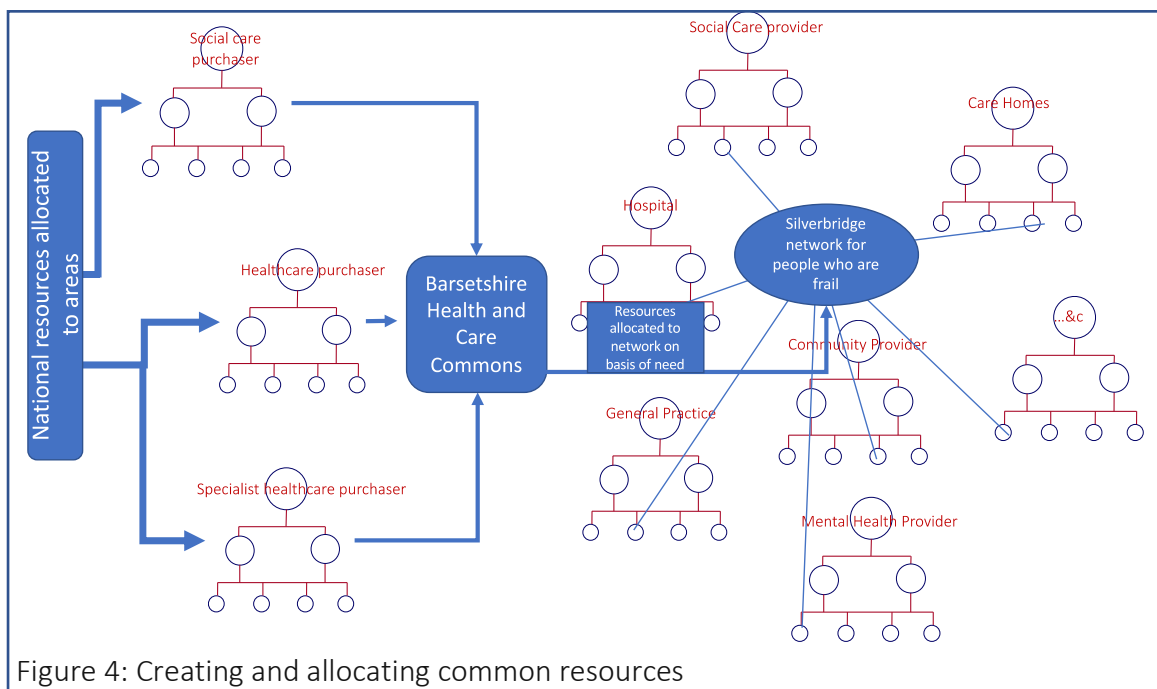 National resources allocated
to areas
Social care
purchaser
Healthcare purchaser
Specialist healthcare purchaser
Barsetshire
Health and
Care
Commons
Social Care provider
Care Homes
Hospital
Silverbridge
network for
people who are
frail
Resources
allocated to
network on
basis of need
...&c
Community Provider
General Practice
Mental Health Provider
Figure 4: Creating and allocating common resources